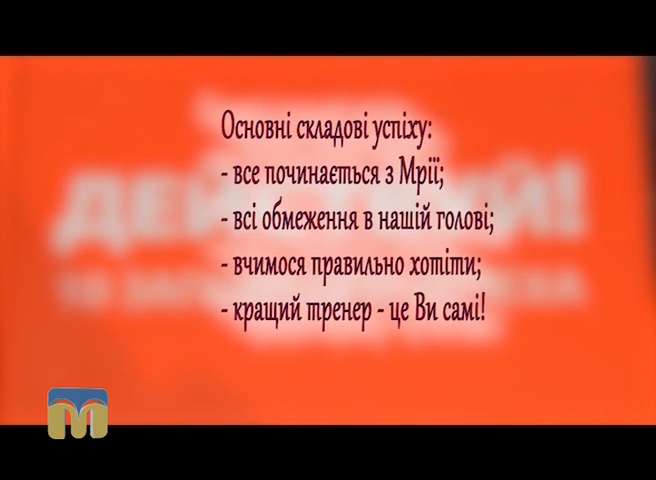 Основні складові успіху:
- все починається з Мрії;
- всі обмеження в нашій голові;
- вчимося правильно хотіти;
- кращий тренер - це Ви самі!